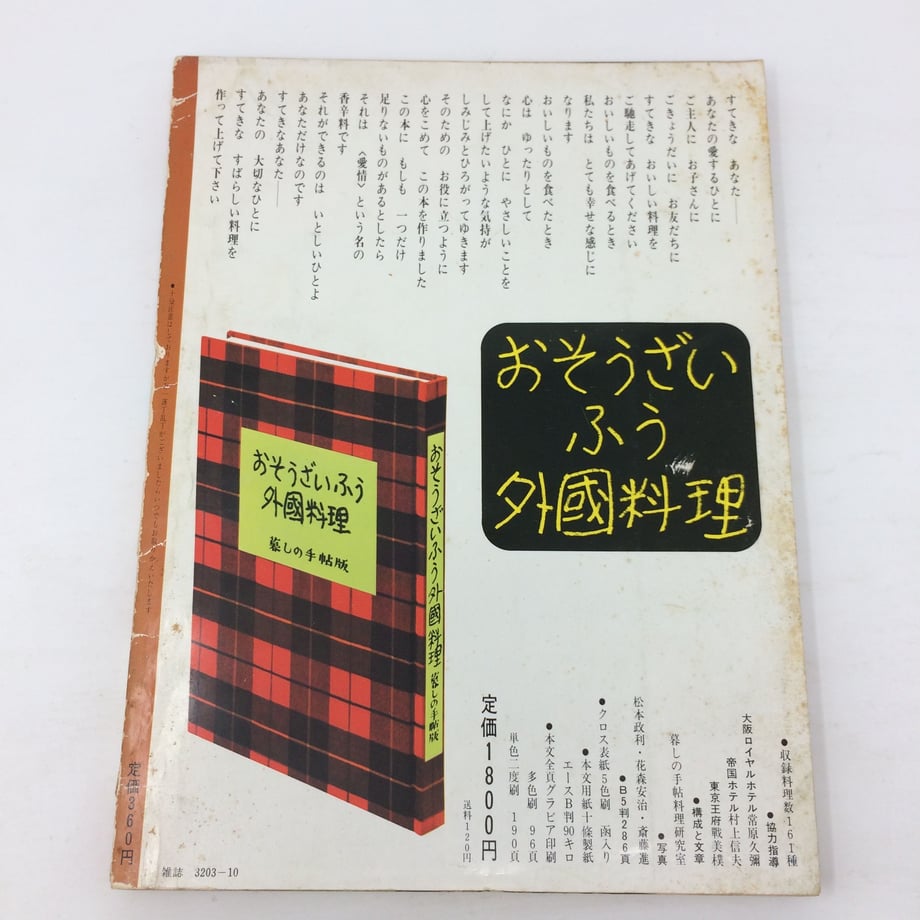 すてきな　あなた――
あなたの愛するひとに
ご主人に　お子さんに
ごきょうだいに　お友だちに
すてきな　おいしい料理を
ご馳走してあげてください
おいしいものを食べるとき
私たちは　とても幸せな感じに
なります
おいしいものを食べたとき
心は　ゆったりとして
なにか　ひとに　やさしいことを
して上げたいような気持が
しみじみとひろがってゆきます
そのための　お役に立つように
心をこめて　この本を作りました
この本に　もしも　一つだけ
足りないものがあるとしたら
それは　〈愛情〉という名の
香辛料です
それができるのは　いとしいひとよ
あなただけなのです
すてきなあなた――
あなたの　大切なひとに
すてきな　すばらしい料理を
作って上げて下さい
おそうざい
ふう
外國料理
おそうざいふう
外國料理
暮しの手帖版
おそうざいふう外國料理 暮しの手帖版
●収録料理数161種
●協力指導
大阪ロイヤルホテル常原久彌
帝国ホテル村上信夫
東京王府戰美樸
●構成と文章
暮しの手帖料理研究室
●写真
松本政利・花森安治・斎藤進
●B5判286頁
●クロス表紙5色刷　函入り
●本文用紙十條製紙
エースB判90キロ
●本文全頁グラビア印刷
多色刷　96頁
単色二度刷　190頁
定価1800円
送料120円
定価360円
雑誌　3203―10